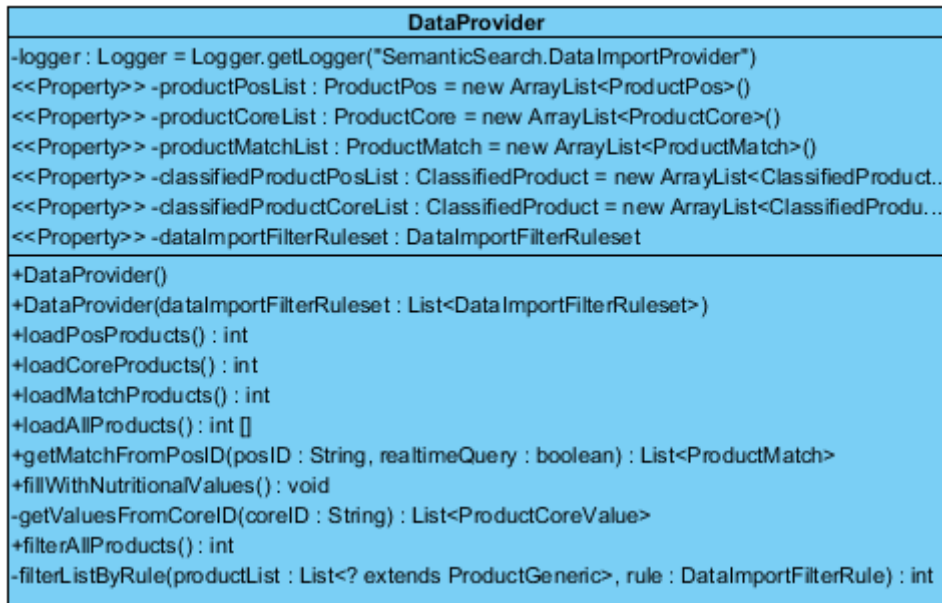 DataProvider
-logger : Logger = Logger.getLogger("SemanticSearch.DataImportProvider")
<<Property>> -productPosList : ProductPos = new ArrayList<ProductPos>()
<<Property>> -productCoreList : ProductCore = new ArrayList<ProductCore>()
<<Property>> -productMatchList : ProductMatch = new ArrayList<ProductMatch>()
<<Property>> -classifiedProductPosList : ClassifiedProduct = new ArrayList<ClassifiedProduct...
<<Property>> -classifiedProductCoreList : ClassifiedProduct = new ArrayList<ClassifiedProdu...
<<Property>> -dataImportFilterRuleset : DataImportFilterRuleset
+DataProvider()
+DataProvider(dataImportFilterRuleset : List<DataImportFilterRuleset>)
+loadPosProducts() : int
+loadCoreProducts() : int
+loadMatchProducts() : int
+loadAllProducts() : int []
+getMatchFromPosID(posID : String, realtimeQuery : boolean) : List<ProductMatch>
+fillWithNutritionalValues() : void
-getValuesFromCoreID(coreID : String) : List<ProductCoreValue>
+filterAllProducts() : int
-filterListByRule(productList : List<? extends ProductGeneric>, rule : DataImportFilterRule) : int